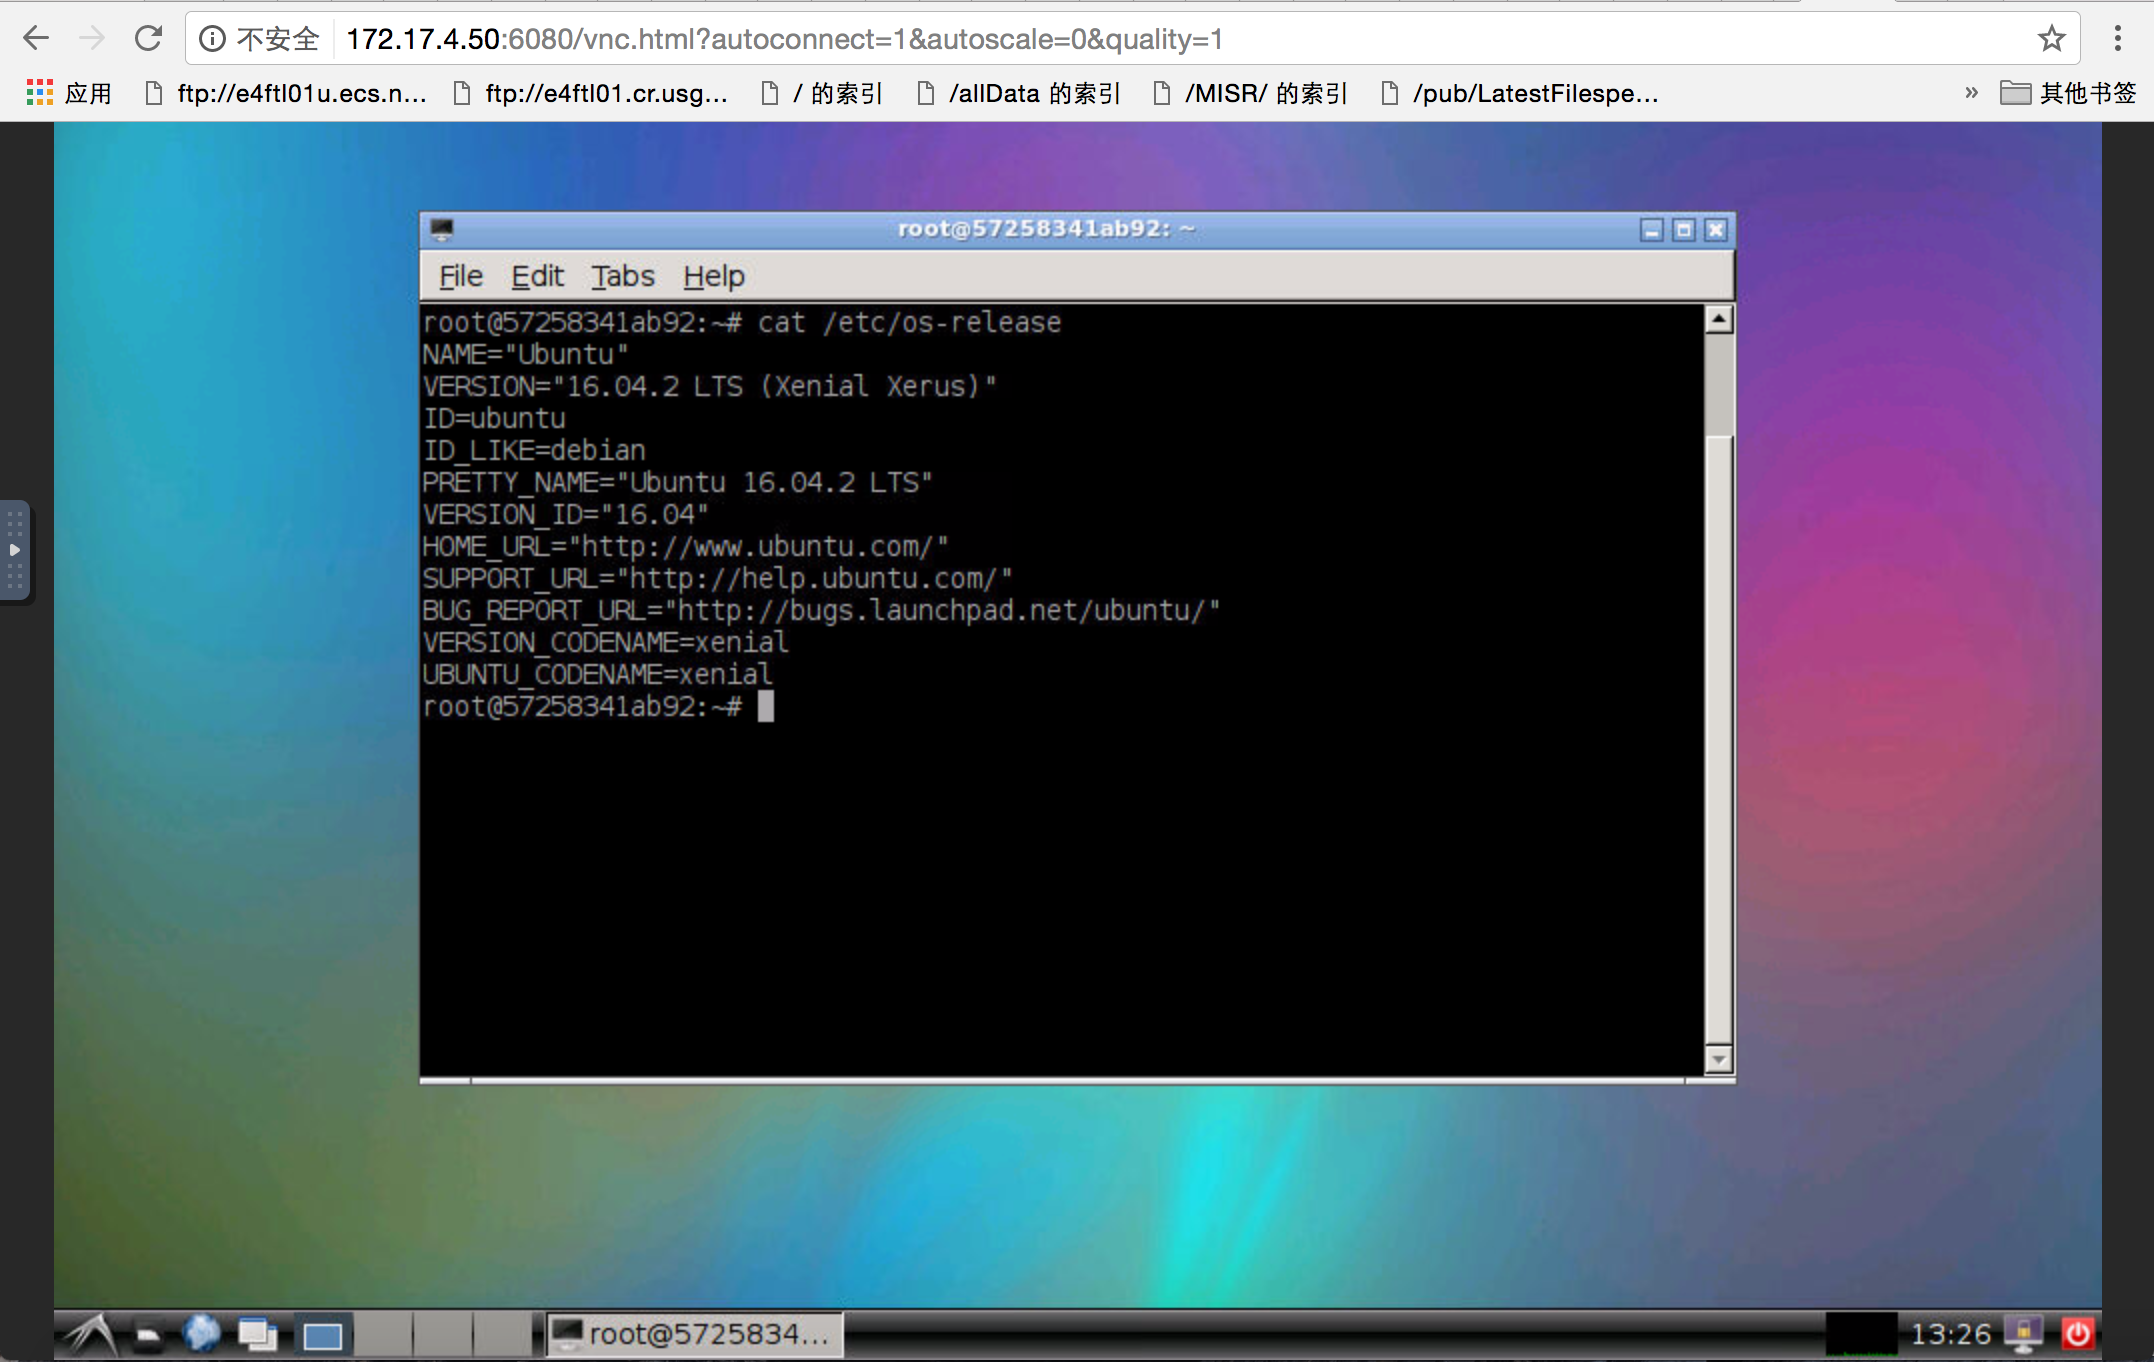 不安全 172.17.4.50:6080/vnc.html?autoconnect=1&autoscale=0&quality=1
应用 ftp://e4ftl01u.ecs.n... ftp://e4ftl01.cr.usg... / 的索引 /allData 的索引 /MISR/ 的索引 /pub/LatestFilespe... » 其他书签
root@57258341ab92: ~
File Edit Tabs Help
root@57258341ab92:~# cat /etc/os-release
NAME="Ubuntu"
VERSION="16.04.2 LTS (Xenial Xerus)"
ID=ubuntu
ID_LIKE=debian
PRETTY_NAME="Ubuntu 16.04.2 LTS"
VERSION_ID="16.04"
HOME_URL="http://www.ubuntu.com/"
SUPPORT_URL="http://help.ubuntu.com/"
BUG_REPORT_URL="http://bugs.launchpad.net/ubuntu/"
VERSION_CODENAME=xenial
UBUNTU_CODENAME=xenial
root@57258341ab92:~#
root@5725834... 13:26